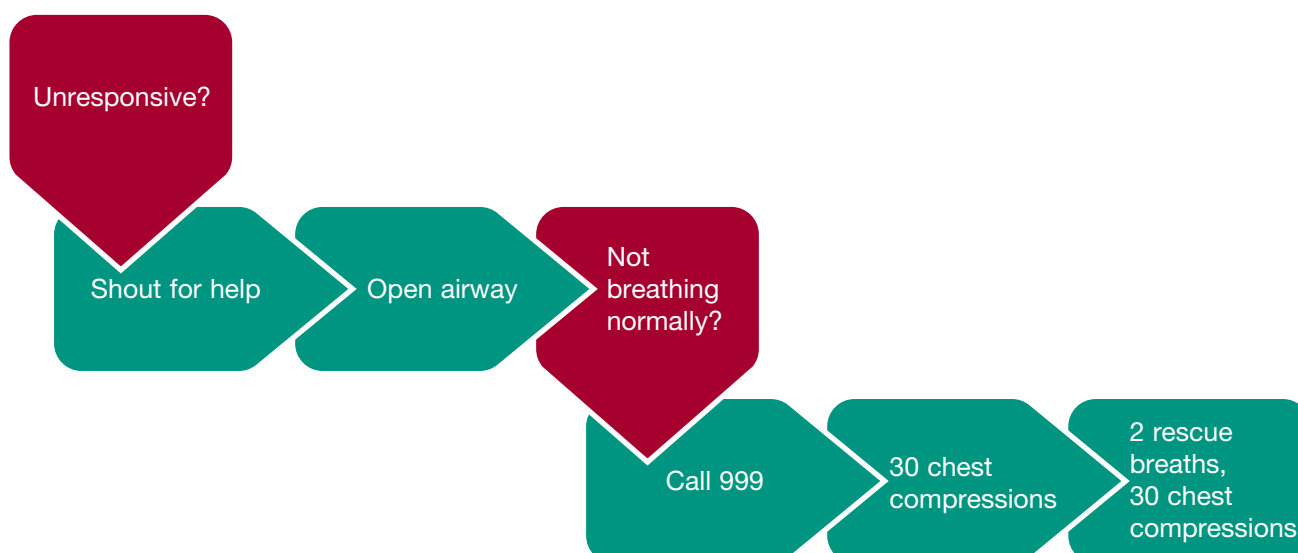 Unresponsive?
Shout for help
Open airway
Not
breathing
normally?
Call 999
30 chest
compressions
2 rescue
breaths,
30 chest
compressions